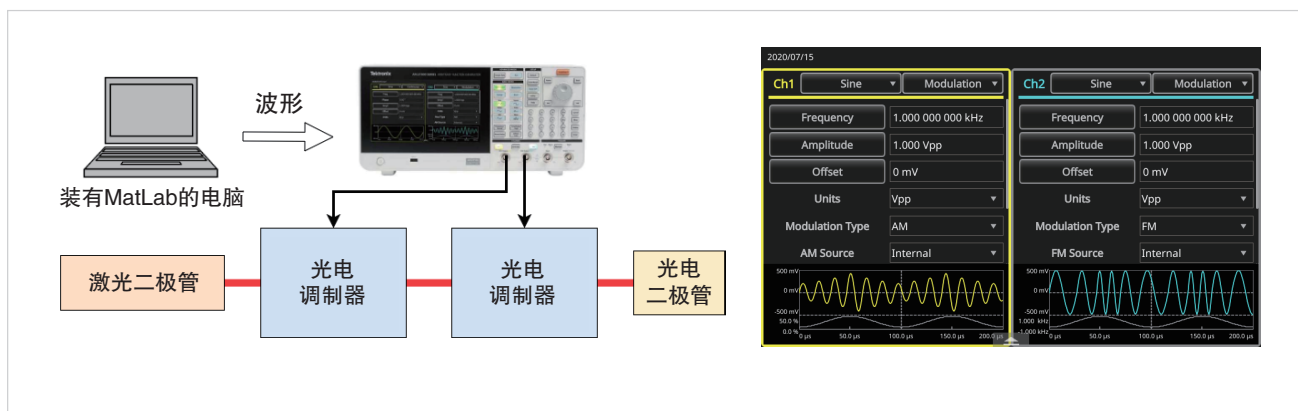 波形
装有MatLab的电脑
Tektronix
激光二极管
光电
调制器
光电
调制器
光电
二极管
2020/07/15
Ch1 Sine Modulation
Frequency 1.000 000 000 kHz
Amplitude 1.000 Vpp
Offset 0 mV
Units Vpp
Modulation Type AM
AM Source Internal
500 mV
0 mV
-500 mV
50.0 %
0.0 %
0 µs 50.0 µs 100.0 µs 150.0 µs 200.0 µs
Ch2 Sine Modulation
Frequency 1.000 000 000 kHz
Amplitude 1.000 Vpp
Offset 0 mV
Units Vpp
Modulation Type FM
FM Source Internal
500 mV
0 mV
-500 mV
1.000 kHz
-1.000 kHz
0 µs 50.0 µs 100.0 µs 150.0 µs 200.0 µs